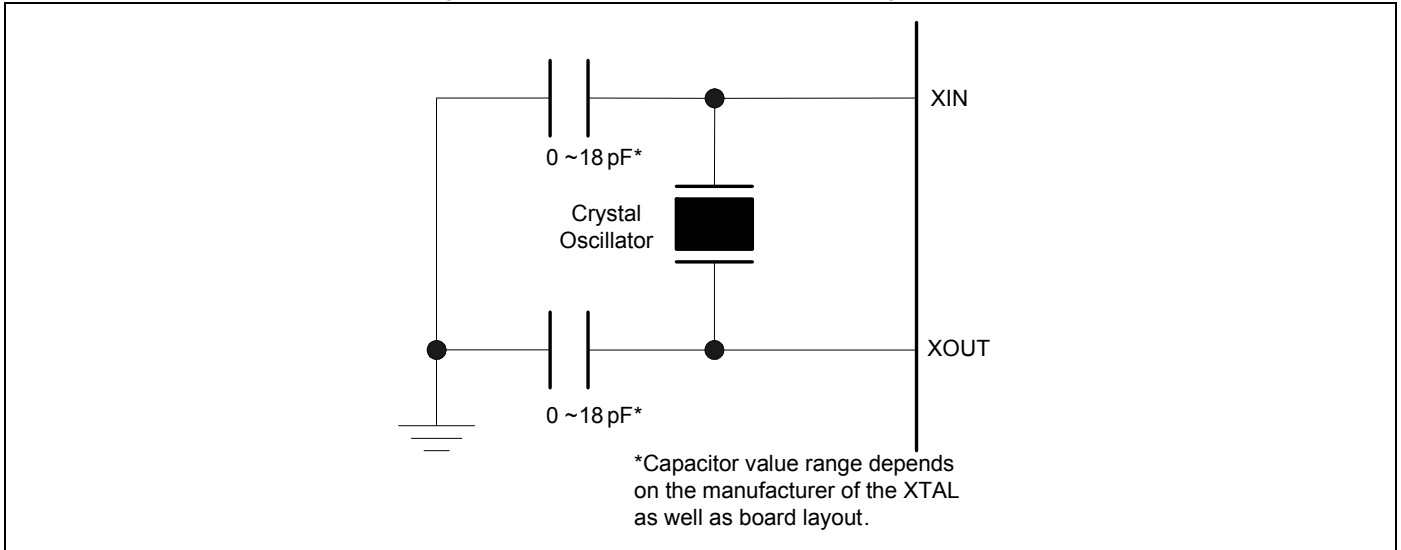 XIN
0 ~18 pF*
Crystal
Oscillator
XOUT
0 ~18 pF*
*Capacitor value range depends
on the manufacturer of the XTAL
as well as board layout.